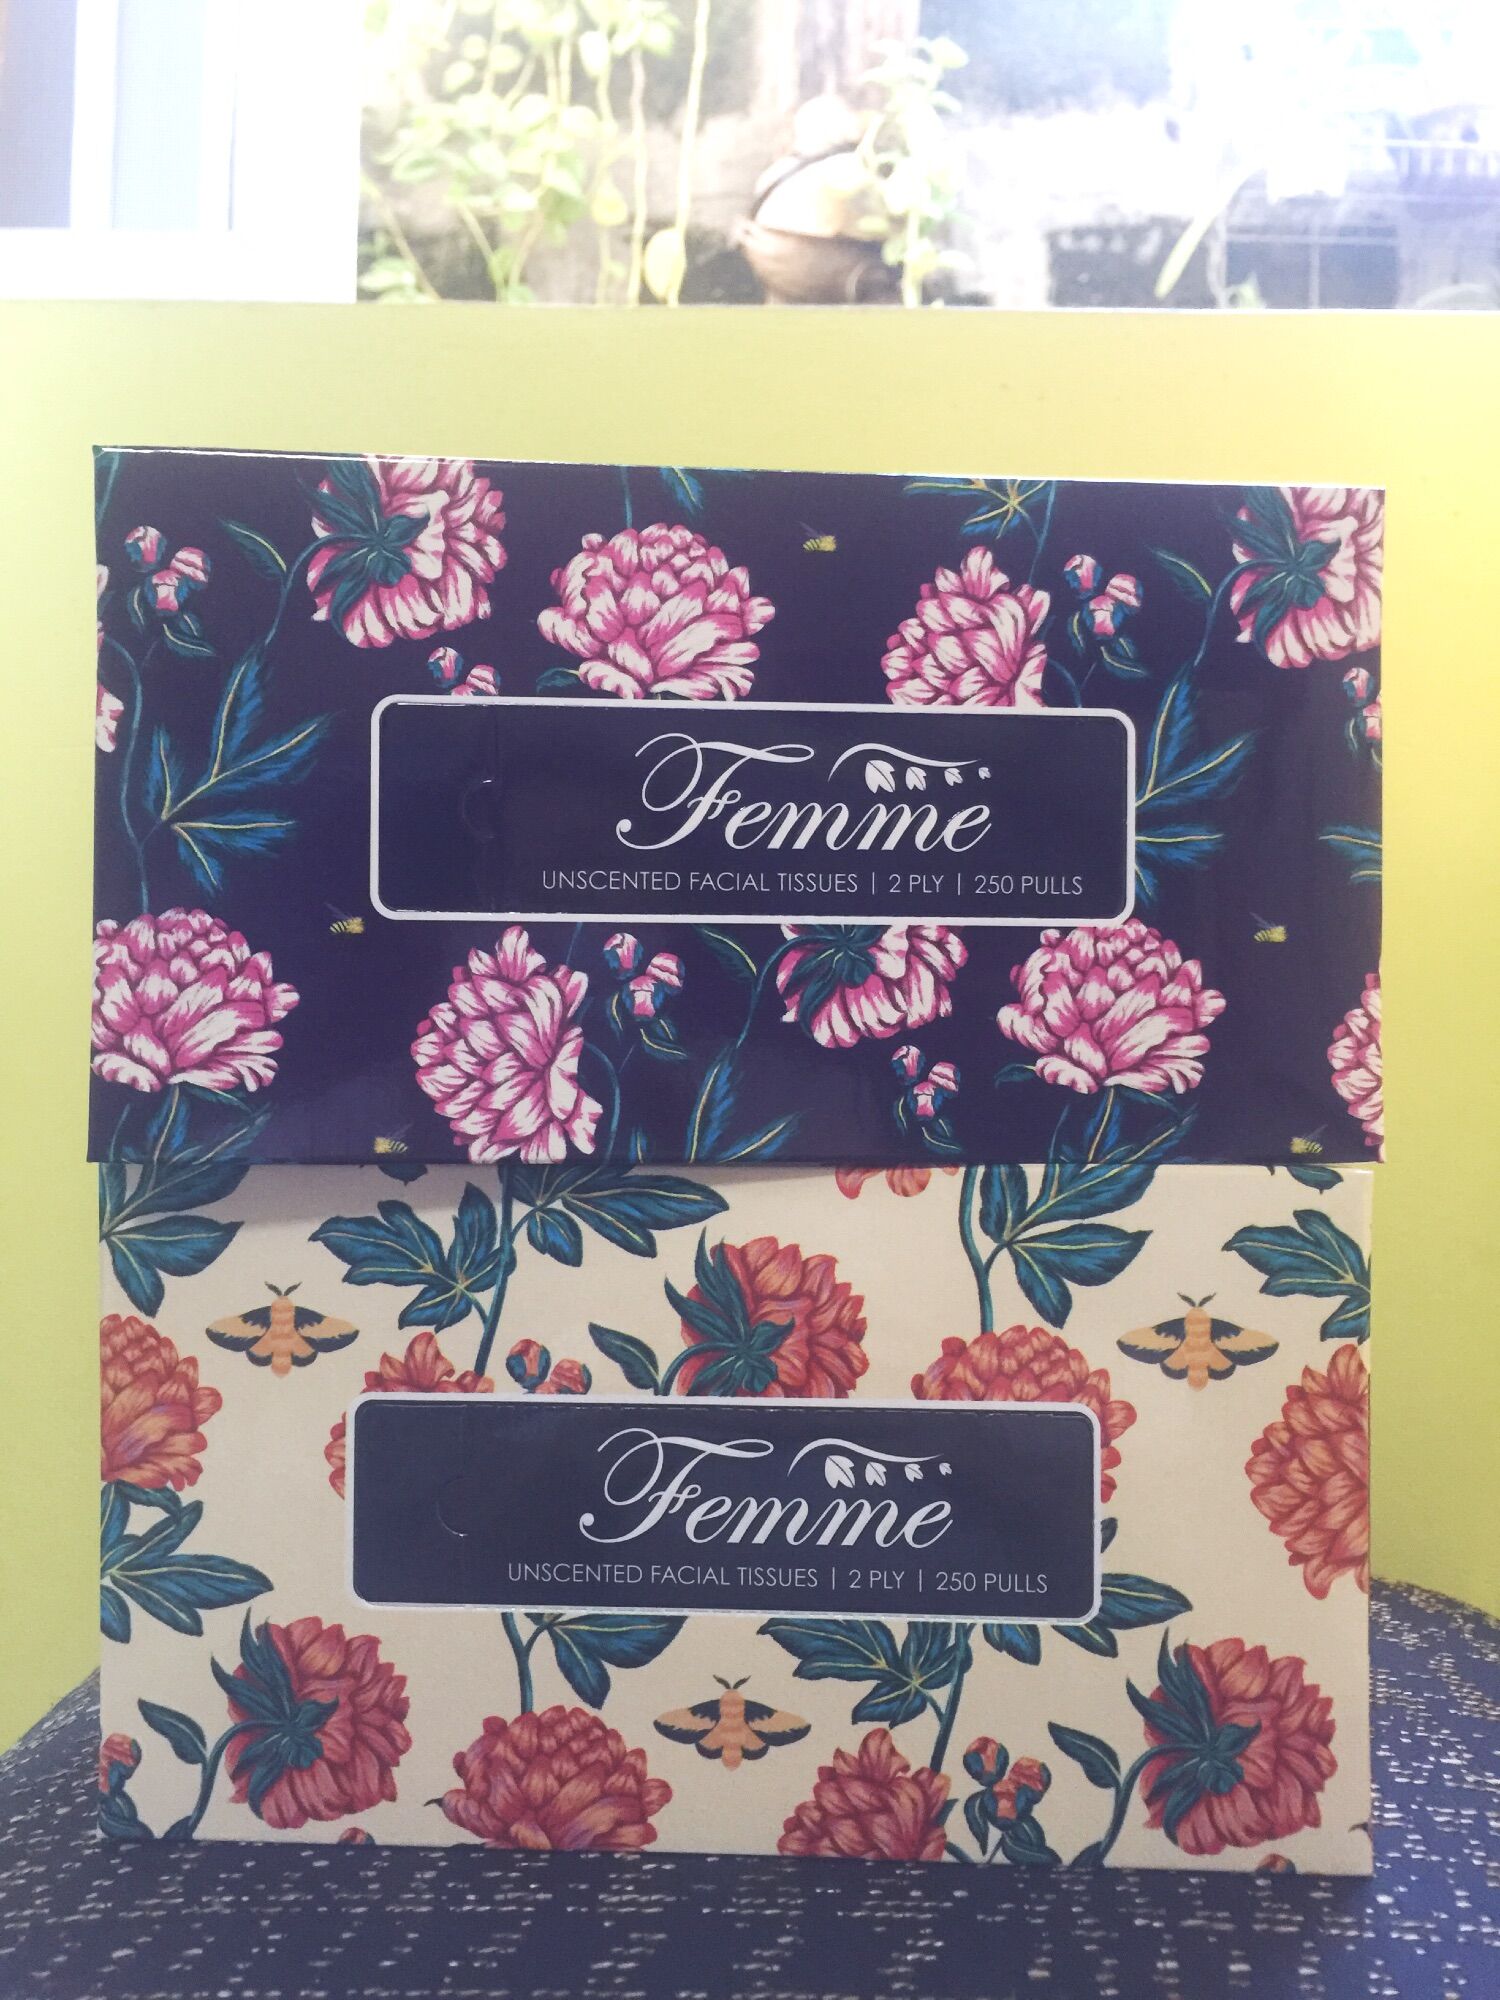 Femme
UNSCENTED FACIAL TISSUES | 2 PLY | 250 PULLS
Femme
UNSCENTED FACIAL TISSUES | 2 PLY | 250 PULLS